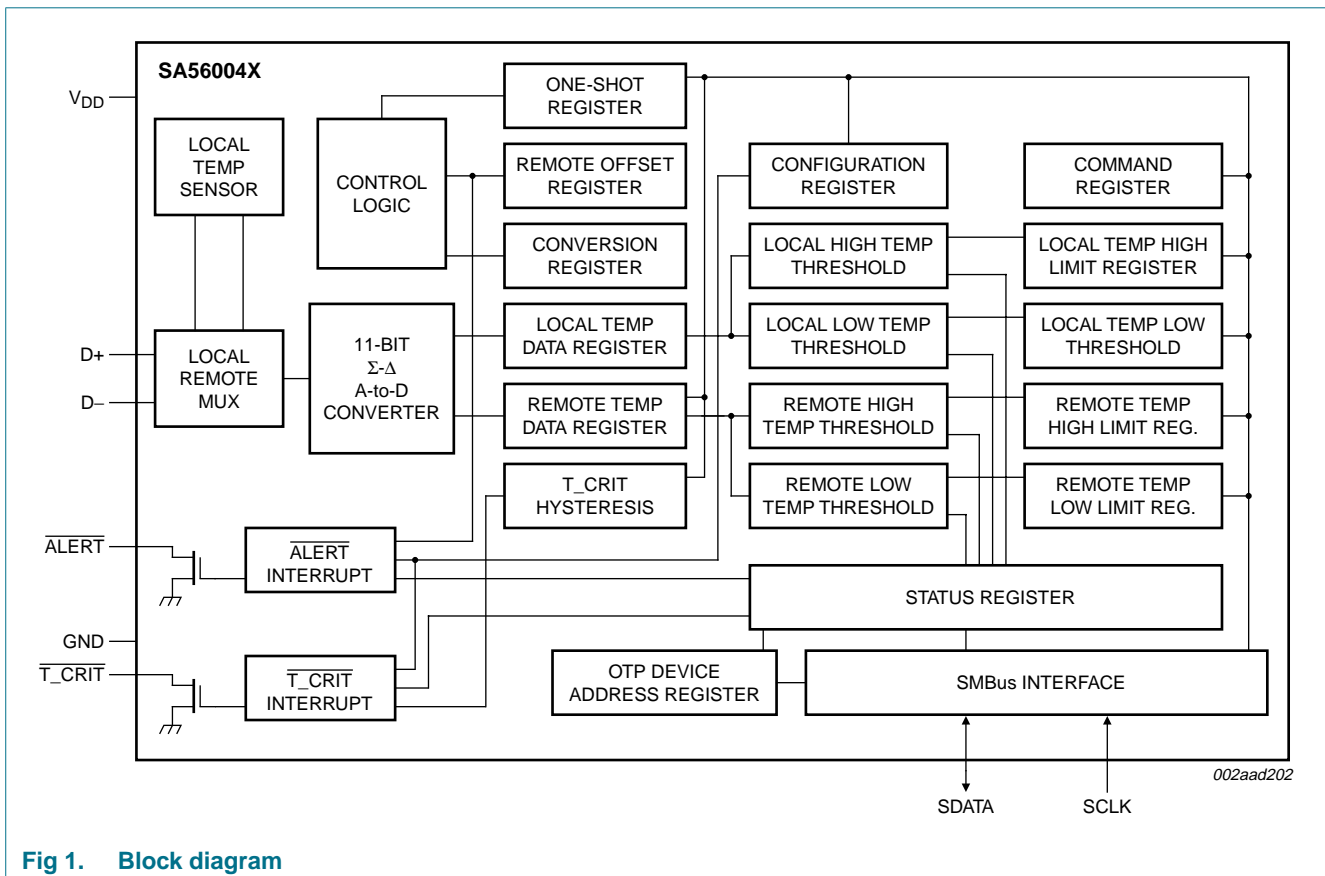 SA56004X
V_DD
LOCAL
TEMP
SENSOR
CONTROL
LOGIC
ONE-SHOT
REGISTER
REMOTE OFFSET
REGISTER
CONVERSION
REGISTER
CONFIGURATION
REGISTER
COMMAND
REGISTER
LOCAL HIGH TEMP
THRESHOLD
LOCAL TEMP HIGH
LIMIT REGISTER
D+
D−
LOCAL
REMOTE
MUX
11-BIT
Σ-Δ
A-to-D
CONVERTER
LOCAL TEMP
DATA REGISTER
LOCAL LOW TEMP
THRESHOLD
LOCAL TEMP LOW
THRESHOLD
REMOTE TEMP
DATA REGISTER
REMOTE HIGH
TEMP THRESHOLD
REMOTE TEMP
HIGH LIMIT REG.
T_CRIT
HYSTERESIS
REMOTE LOW
TEMP THRESHOLD
REMOTE TEMP
LOW LIMIT REG.
ALERT
ALERT
INTERRUPT
STATUS REGISTER
GND
T_CRIT
T_CRIT
INTERRUPT
OTP DEVICE
ADDRESS REGISTER
SMBus INTERFACE
002aad202
SDATA
SCLK
Fig 1. Block diagram